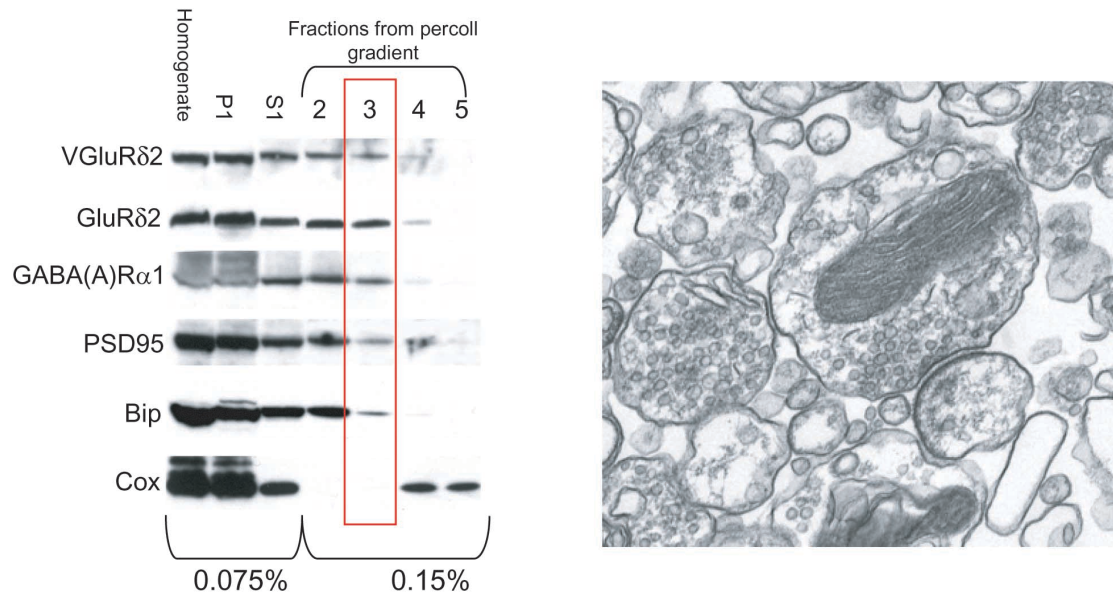 Homogenate
P1
S1
Fractions from percoll
gradient
2
3
4
5
VGluRδ2
GluRδ2
GABA(A)Rα1
PSD95
Bip
Cox
0.075%
0.15%